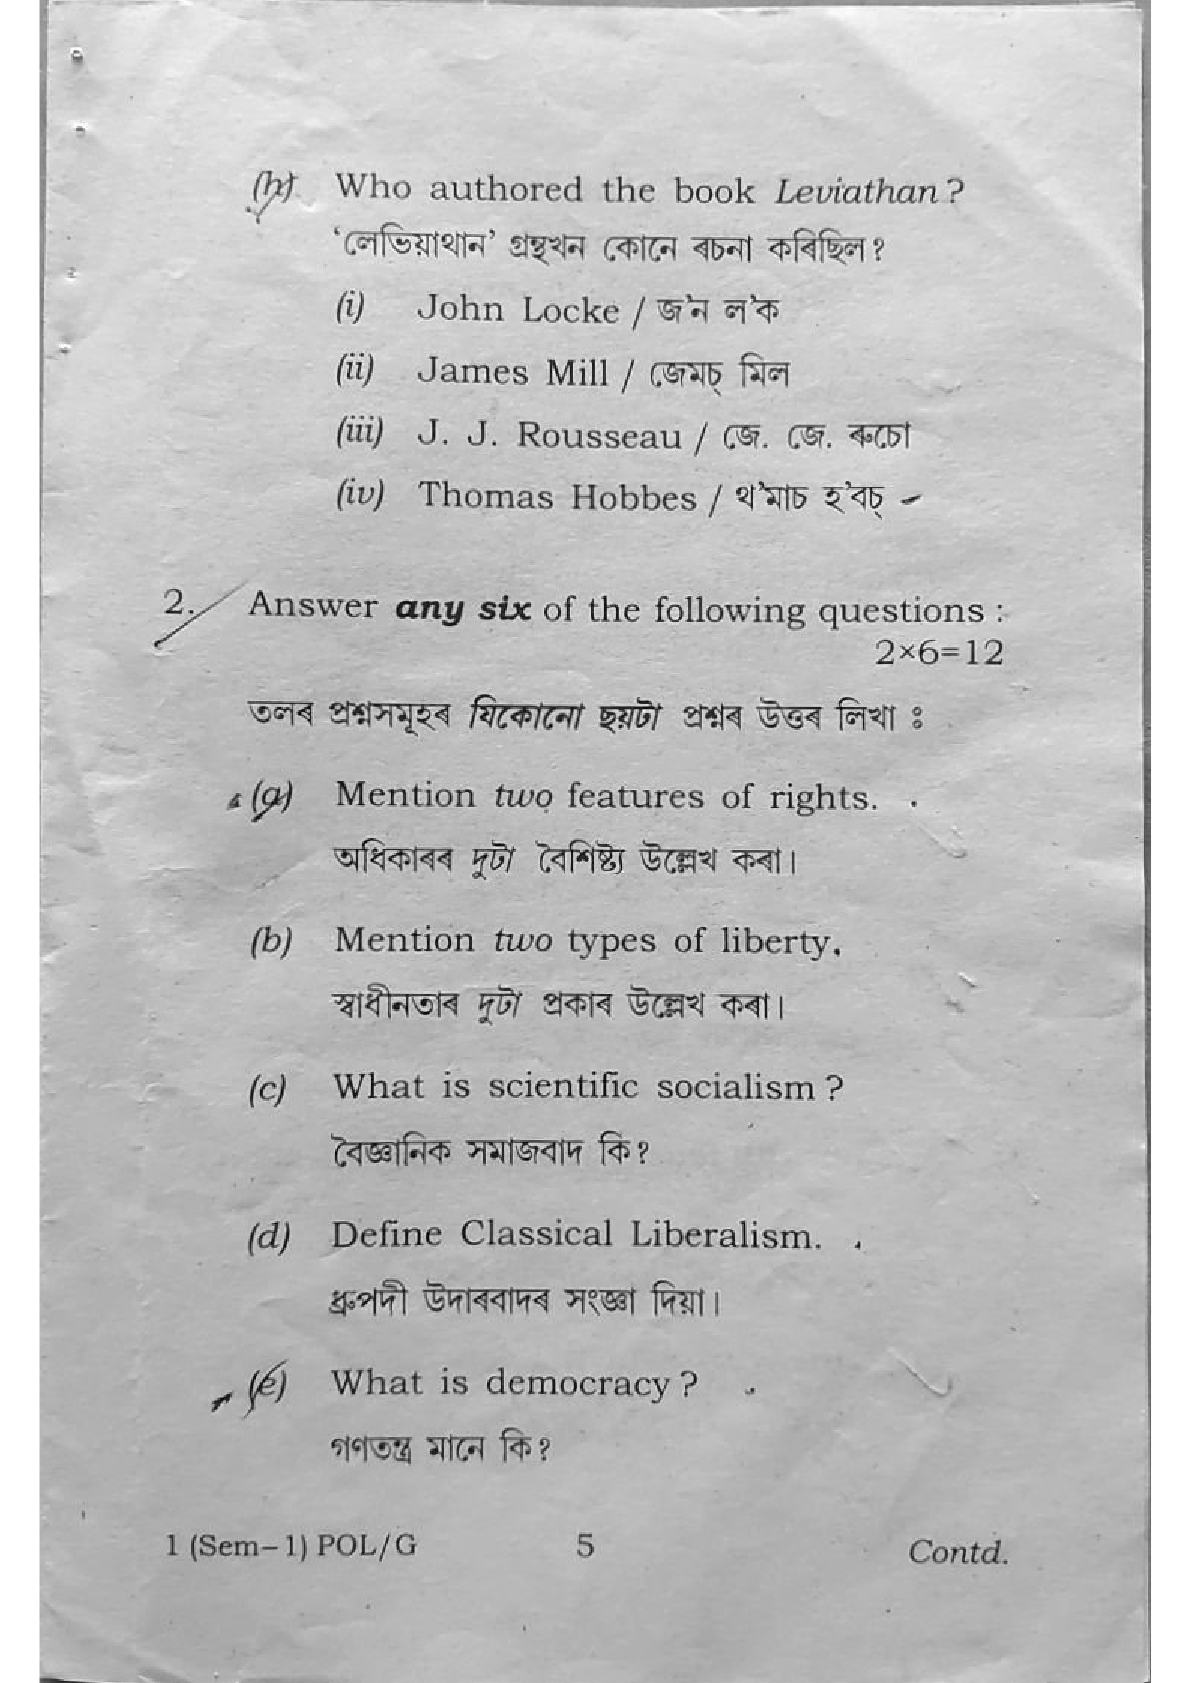 (h) Who authored the book Leviathan ?
‘লেভিয়াথান’ গ্ৰন্থখন কোনে ৰচনা কৰিছিল ?
(i) John Locke / জ’ন ল’ক
(ii) James Mill / জেমচ্ মিল
(iii) J. J. Rousseau / জে. জে. ৰুচো
(iv) Thomas Hobbes / থ’মাচ হ’বচ্
2. Answer any six of the following questions :
2×6=12
তলৰ প্ৰশ্নসমূহৰ যিকোনো ছয়টা প্ৰশ্নৰ উত্তৰ লিখা ঃ
(a) Mention two features of rights.
অধিকাৰৰ দুটা বৈশিষ্ট্য উল্লেখ কৰা।
(b) Mention two types of liberty.
স্বাধীনতাৰ দুটা প্ৰকাৰ উল্লেখ কৰা।
(c) What is scientific socialism ?
বৈজ্ঞানিক সমাজবাদ কি ?
(d) Define Classical Liberalism.
ধ্ৰুপদী উদাৰবাদৰ সংজ্ঞা দিয়া।
(e) What is democracy ?
গণতন্ত্ৰ মানে কি ?
1 (Sem–1) POL/G 5 Contd.